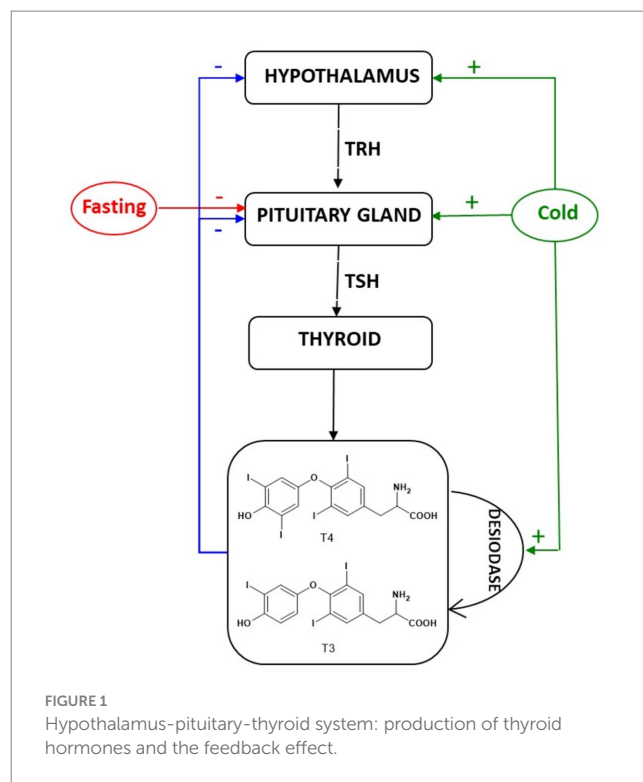 -
HYPOTHALAMUS
+
TRH
Fasting
-
PITUITARY GLAND
+
Cold
-
TSH
THYROID
I
I
O
NH2
HO
I
I
COOH
T4
DESIODASE
+
I
I
O
NH2
HO
I
COOH
T3
FIGURE 1
Hypothalamus-pituitary-thyroid system: production of thyroid
hormones and the feedback effect.